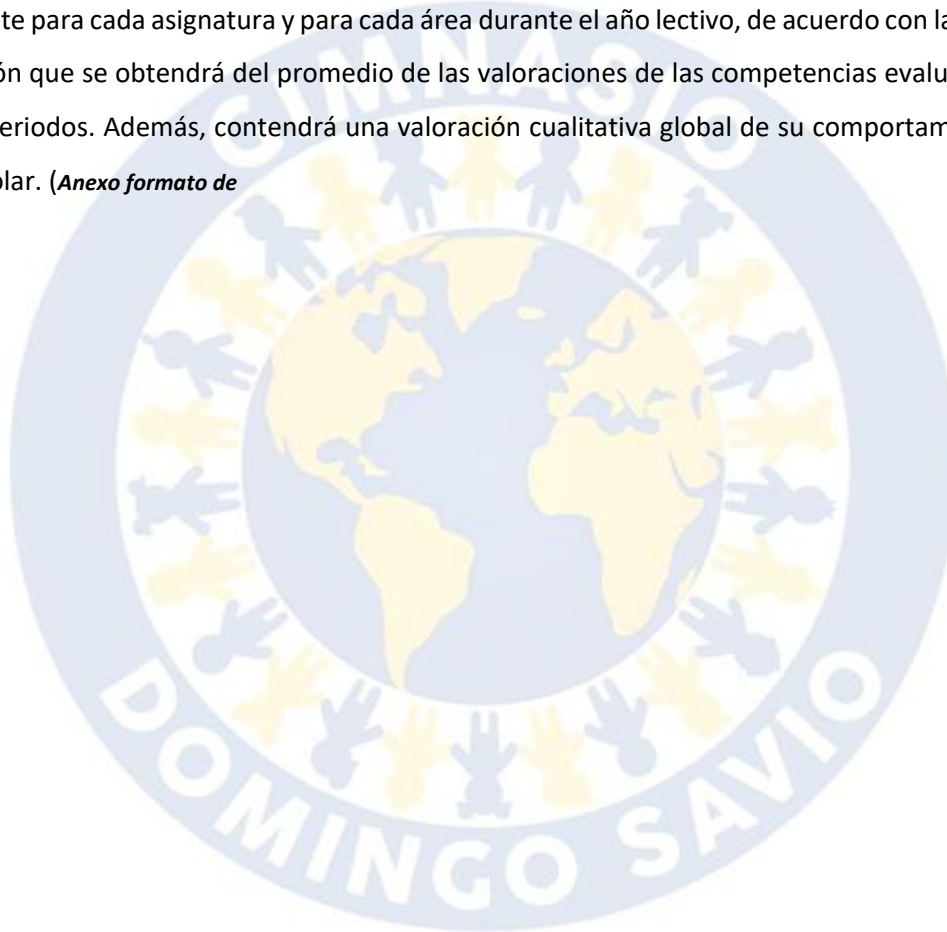 te para cada asignatura y para cada área durante el año lectivo, de acuerdo con la
ón que se obtendrá del promedio de las valoraciones de las competencias evalu
eriodos. Además, contendrá una valoración cualitativa global de su comportam
lar. (Anexo formato de
GIMNASIO
DOMINGO SAVIO